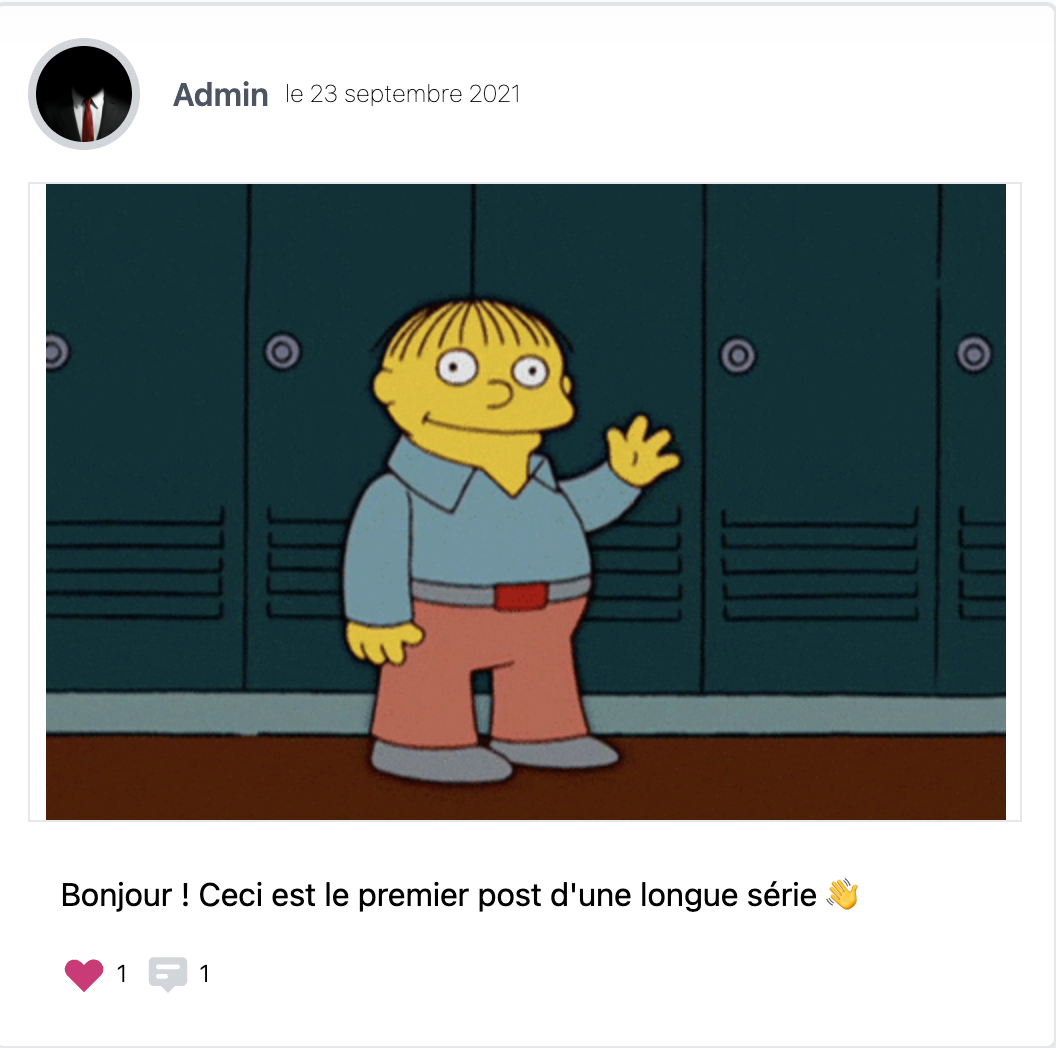 Admin le 23 septembre 2021
Bonjour ! Ceci est le premier post d'une longue série 👋
1 1